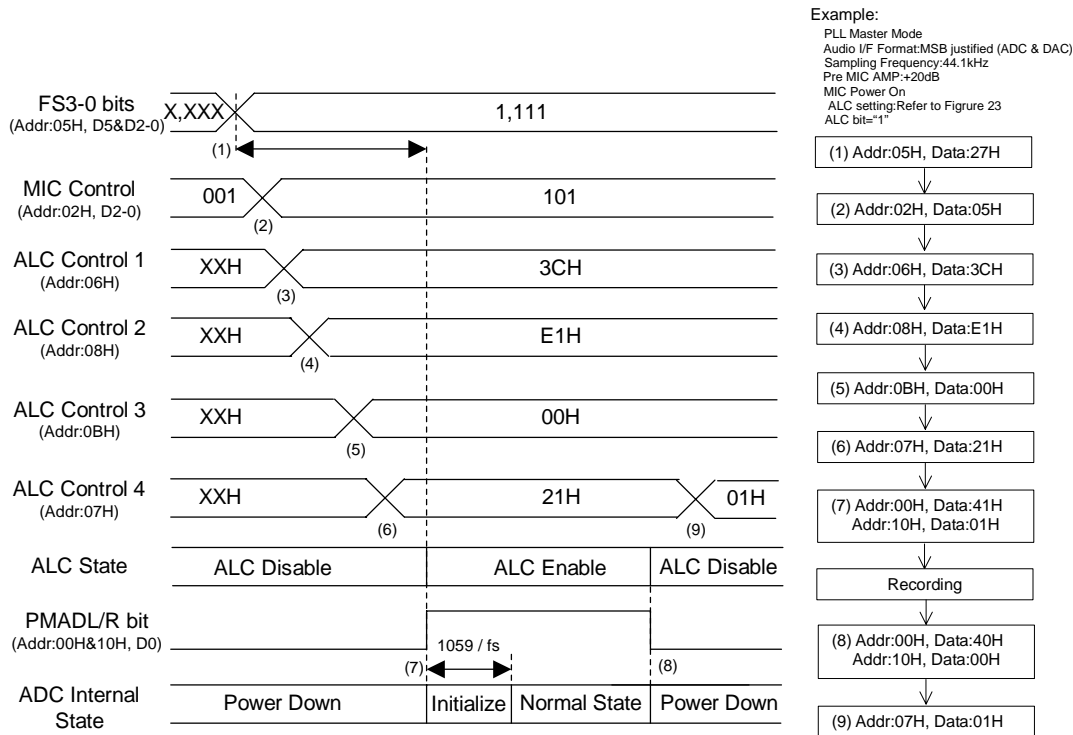 Example:
PLL Master Mode
Audio I/F Format:MSB justified (ADC & DAC)
Sampling Frequency:44.1kHz
Pre MIC AMP:+20dB
MIC Power On
ALC setting:Refer to Figrure 23
ALC bit=“1”
FS3-0 bits
(Addr:05H, D5&D2-0)
X,XXX
1,111
(1)
MIC Control
(Addr:02H, D2-0)
001
101
(2)
ALC Control 1
(Addr:06H)
XXH
3CH
(3)
ALC Control 2
(Addr:08H)
XXH
E1H
(4)
ALC Control 3
(Addr:0BH)
XXH
00H
(5)
ALC Control 4
(Addr:07H)
XXH
21H
01H
(6)
(9)
ALC State
ALC Disable
ALC Enable
ALC Disable
PMADL/R bit
(Addr:00H&10H, D0)
1059 / fs
(7)
(8)
ADC Internal
State
Power Down
Initialize
Normal State
Power Down
(1) Addr:05H, Data:27H
(2) Addr:02H, Data:05H
(3) Addr:06H, Data:3CH
(4) Addr:08H, Data:E1H
(5) Addr:0BH, Data:00H
(6) Addr:07H, Data:21H
(7) Addr:00H, Data:41H
Addr:10H, Data:01H
Recording
(8) Addr:00H, Data:40H
Addr:10H, Data:00H
(9) Addr:07H, Data:01H